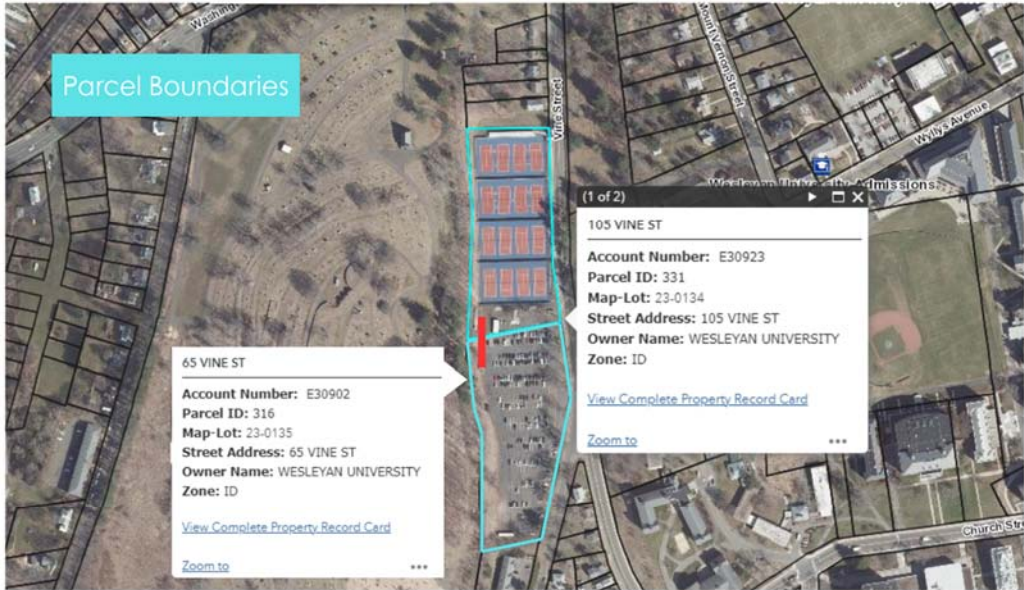 Washing
Parcel Boundaries
Vine Street
Mount Vernon Street
Wyllys Avenue
Wesleyan University Admissions
(1 of 2)
105 VINE ST
Account Number: E30923
Parcel ID: 331
Map-Lot: 23-0134
Street Address: 105 VINE ST
Owner Name: WESLEYAN UNIVERSITY
Zone: ID
View Complete Property Record Card
Zoom to
•••
65 VINE ST
Account Number: E30902
Parcel ID: 316
Map-Lot: 23-0135
Street Address: 65 VINE ST
Owner Name: WESLEYAN UNIVERSITY
Zone: ID
View Complete Property Record Card
Zoom to
•••
Church Str